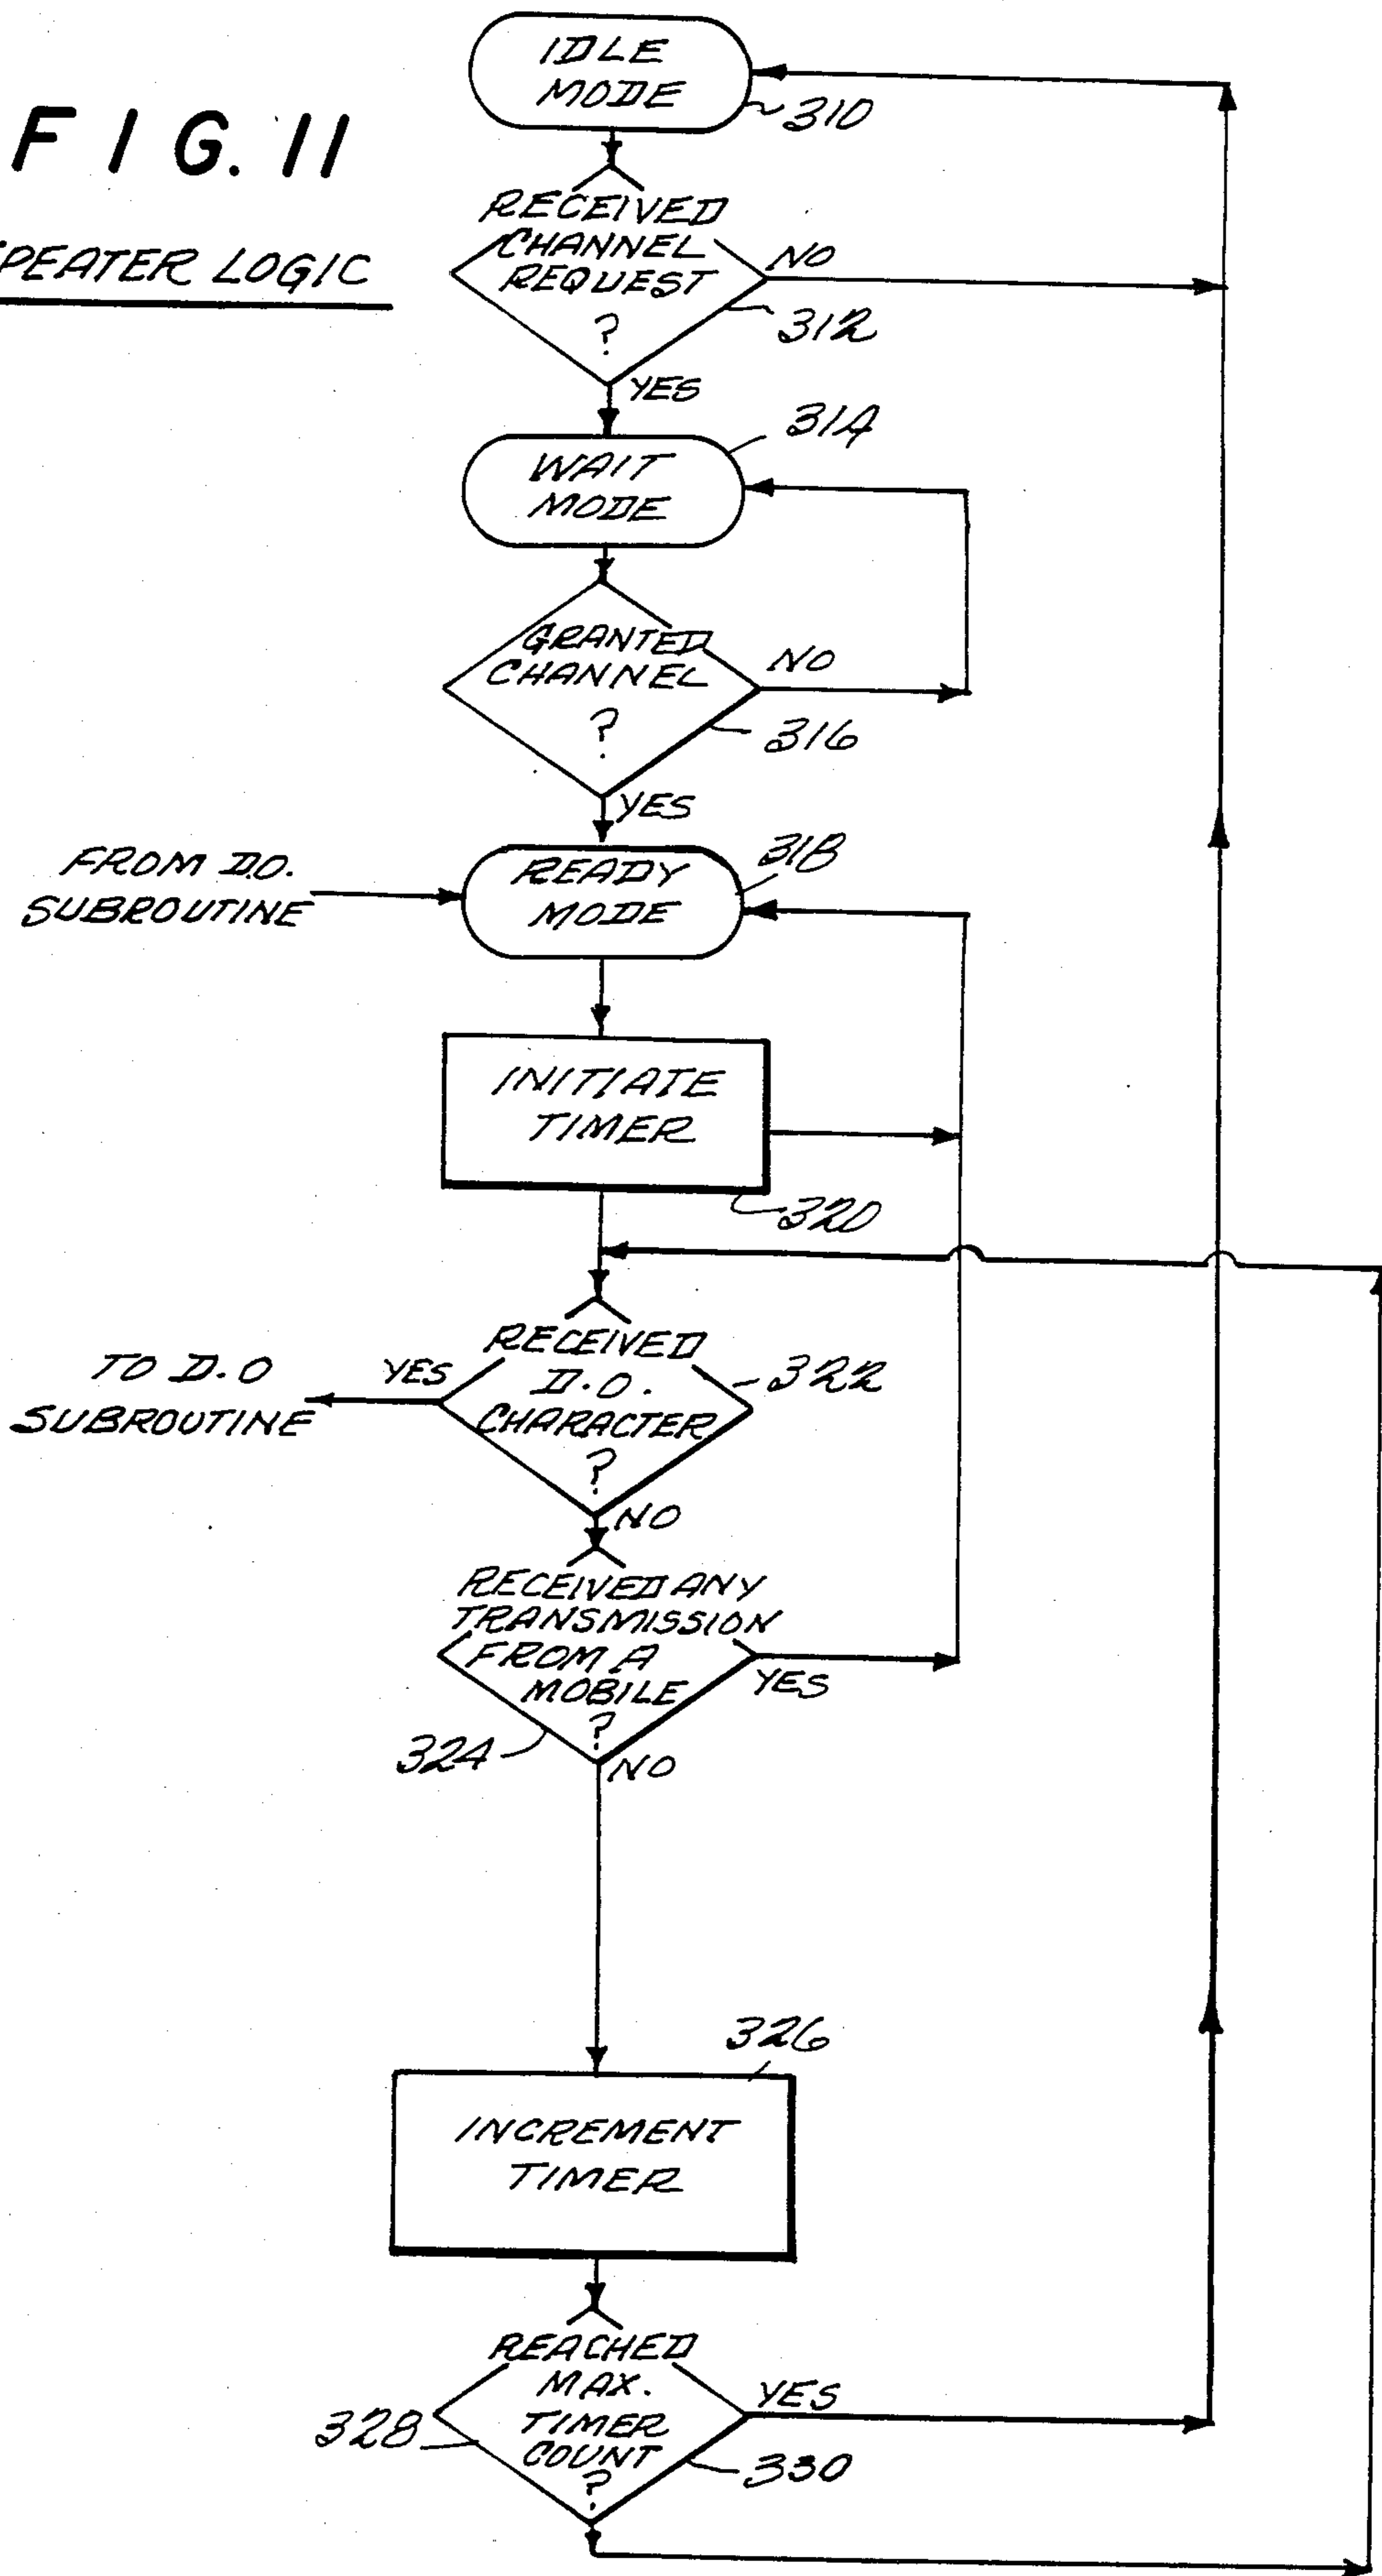 IDLE
MODE
310
FIG. 11
PEATER LOGIC
RECEIVED
CHANNEL
REQUEST
?
NO
312
YES
314
WAIT
MODE
GRANTED
CHANNEL
?
NO
316
YES
FROM D.O.
SUBROUTINE
318
READY
MODE
INITIATE
TIMER
320
RECEIVED
D.O.
CHARACTER
?
322
YES
TO D.O
SUBROUTINE
NO
RECEIVED ANY
TRANSMISSION
FROM A
MOBILE
?
YES
324
NO
326
INCREMENT
TIMER
REACHED
MAX.
TIMER
COUNT
?
YES
328
330